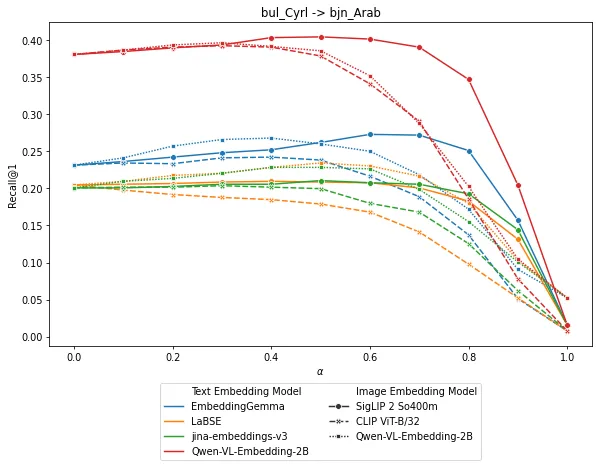 bul_Cyrl -> bjn_Arab
Recall@1
0.40
0.35
0.30
0.25
0.20
0.15
0.10
0.05
0.00
0.0 0.2 0.4 0.6 0.8 1.0
α
Text Embedding Model Image Embedding Model
EmbeddingGemma SigLIP 2 So400m
LaBSE CLIP ViT-B/32
jina-embeddings-v3 Qwen-VL-Embedding-2B
Qwen-VL-Embedding-2B